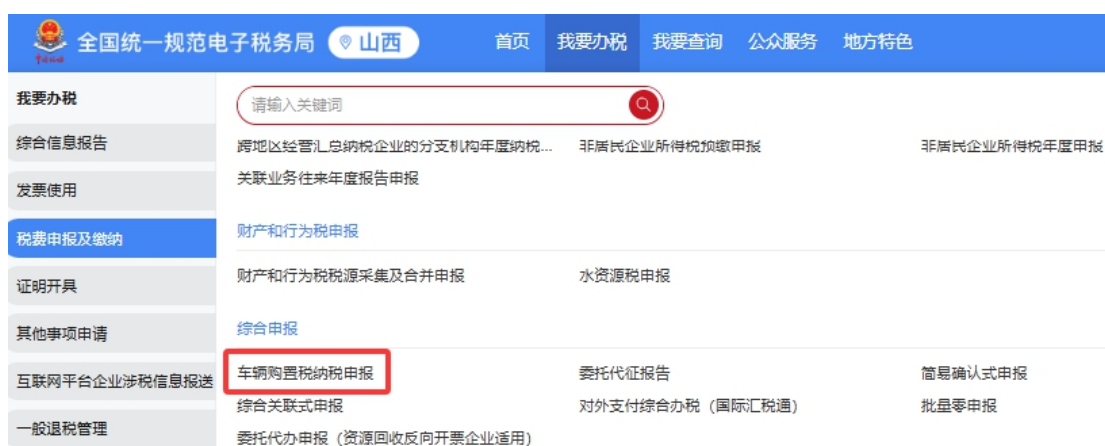 全国统一规范电子税务局 山西 首页 我要办税 我要查询 公众服务 地方特色
我要办税
综合信息报告
发票使用
税费申报及缴纳
证明开具
其他事项申请
互联网平台企业涉税信息报送
一般退税管理
请输入关键词
跨地区经营汇总纳税企业的分支机构年度纳税... 非居民企业所得税预缴申报 非居民企业所得税年度申报
关联业务往来年度报告申报
财产和行为税申报
财产和行为税税源采集及合并申报 水资源税申报
综合申报
车辆购置税纳税申报 委托代征报告 简易确认式申报
综合关联式申报 对外支付综合办税（国际汇税通） 批量零申报
委托代办申报（资源回收反向开票企业适用）